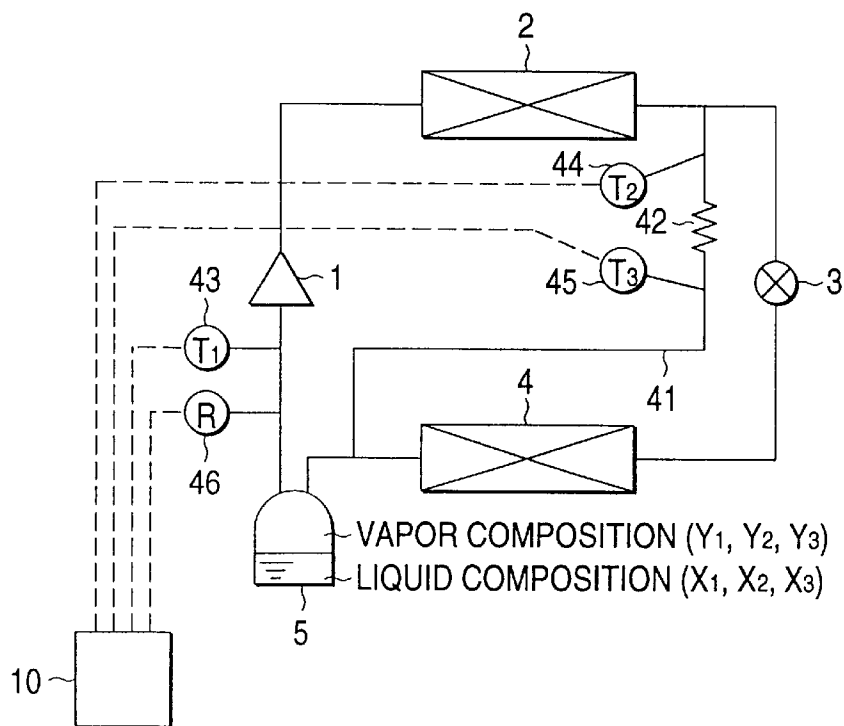 2
44
T2
42
1
43
45
T3
3
T1
4
41
R
46
VAPOR COMPOSITION (Y1, Y2, Y3)
LIQUID COMPOSITION (X1, X2, X3)
5
10